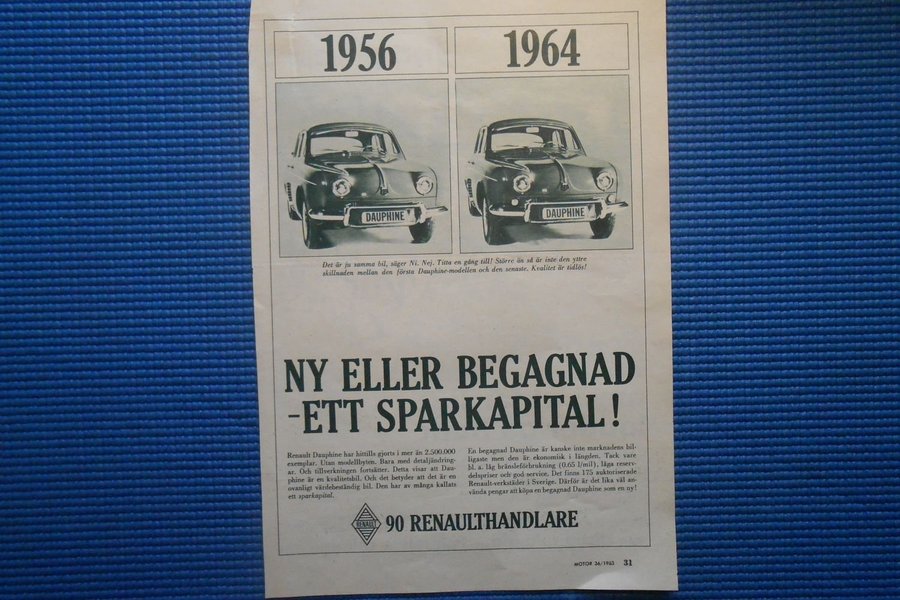 1956
1964
DAUPHINE
DAUPHINE
Det är ju samma bil, säger Ni. Nej. Titta en gång till! Större än så är inte den yttre
skillnaden mellan den första Dauphine-modellen och den senaste. Kvalitet är tidlös!
NY ELLER BEGAGNAD
-ETT SPARKAPITAL!
Renault Dauphine har hittills gjorts i mer än 2.500.000
exemplar. Utan modellbyten. Bara med detaljändring-
ar. Och tillverkningen fortsätter. Detta visar att Dau-
phine är en kvalitetsbil. Och det betyder att det är en
ovanligt värdebeständig bil. Den har av många kallats
ett sparkapital.
En begagnad Dauphine är kanske inte marknadens bil-
ligaste men den är ekonomisk i längden. Tack vare
bl. a. låg bränsleförbrukning (0.65 l/mil), låga reserv-
delspriser och god service. Det finns 175 auktoriserade
Renault-verkstäder i Sverige. Därför är det lika väl an-
vända pengar att köpa en begagnad Dauphine som en ny!
RENAULT
90 RENAULTHANDLARE
MOTOR 36/1963 31